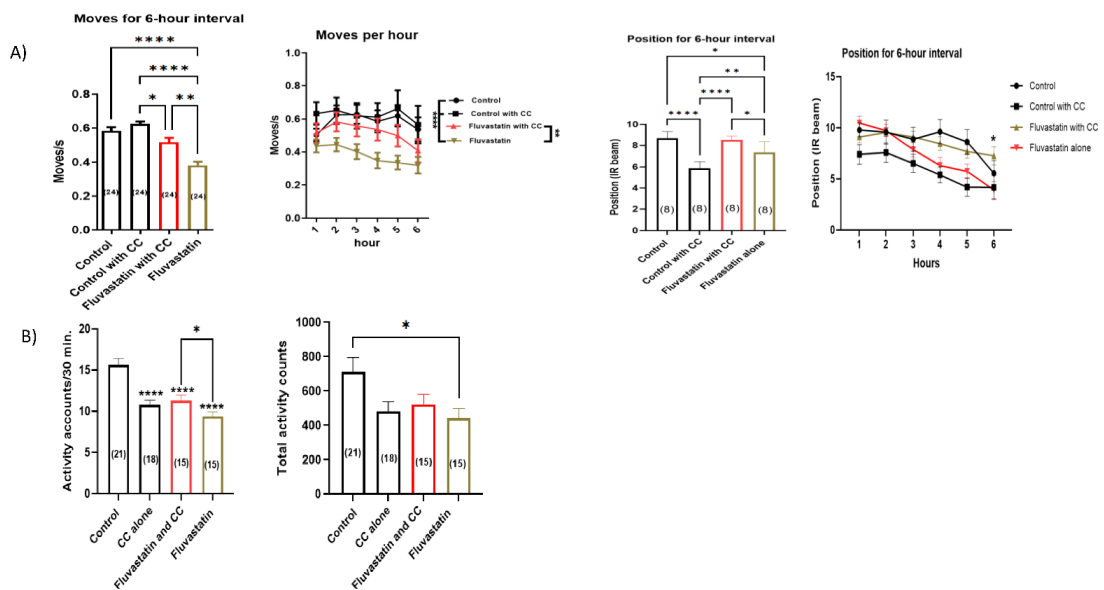 A)
Moves for 6-hour interval
****
****
*
**
Moves/s
0.8
0.6
0.4
0.2
0.0
(24)
(24)
(24)
(24)
Control
Control with CC
Fluvastatin with CC
Fluvastatin
Moves per hour
Moves/s
1.0
0.8
0.6
0.4
0.2
0.0
1 2 3 4 5 6
hour
Control
Control with CC
Fluvastatin with CC
Fluvastatin
****
**
Position for 6-hour interval
*
**
****
****
*
Position (IR beam)
10
8
6
4
2
0
(8)
(8)
(8)
(8)
Control
Control with CC
Fluvastatin with CC
Fluvastatin alone
Position for 6-hour interval
Position (IR beam)
15
10
5
0
*
1 2 3 4 5 6
Hours
Control
Control with CC
Fluvastatin with CC
Fluvastatin alone
B)
Activity accounts/30 min.
20
15
10
5
0
*
****
****
****
(21)
(18)
(15)
(15)
Control
CC alone
Fluvastatin and CC
Fluvastatin
Total activity counts
1000
800
600
400
200
0
*
(21)
(18)
(15)
(15)
Control
CC alone
Fluvastatin and CC
Fluvastatin